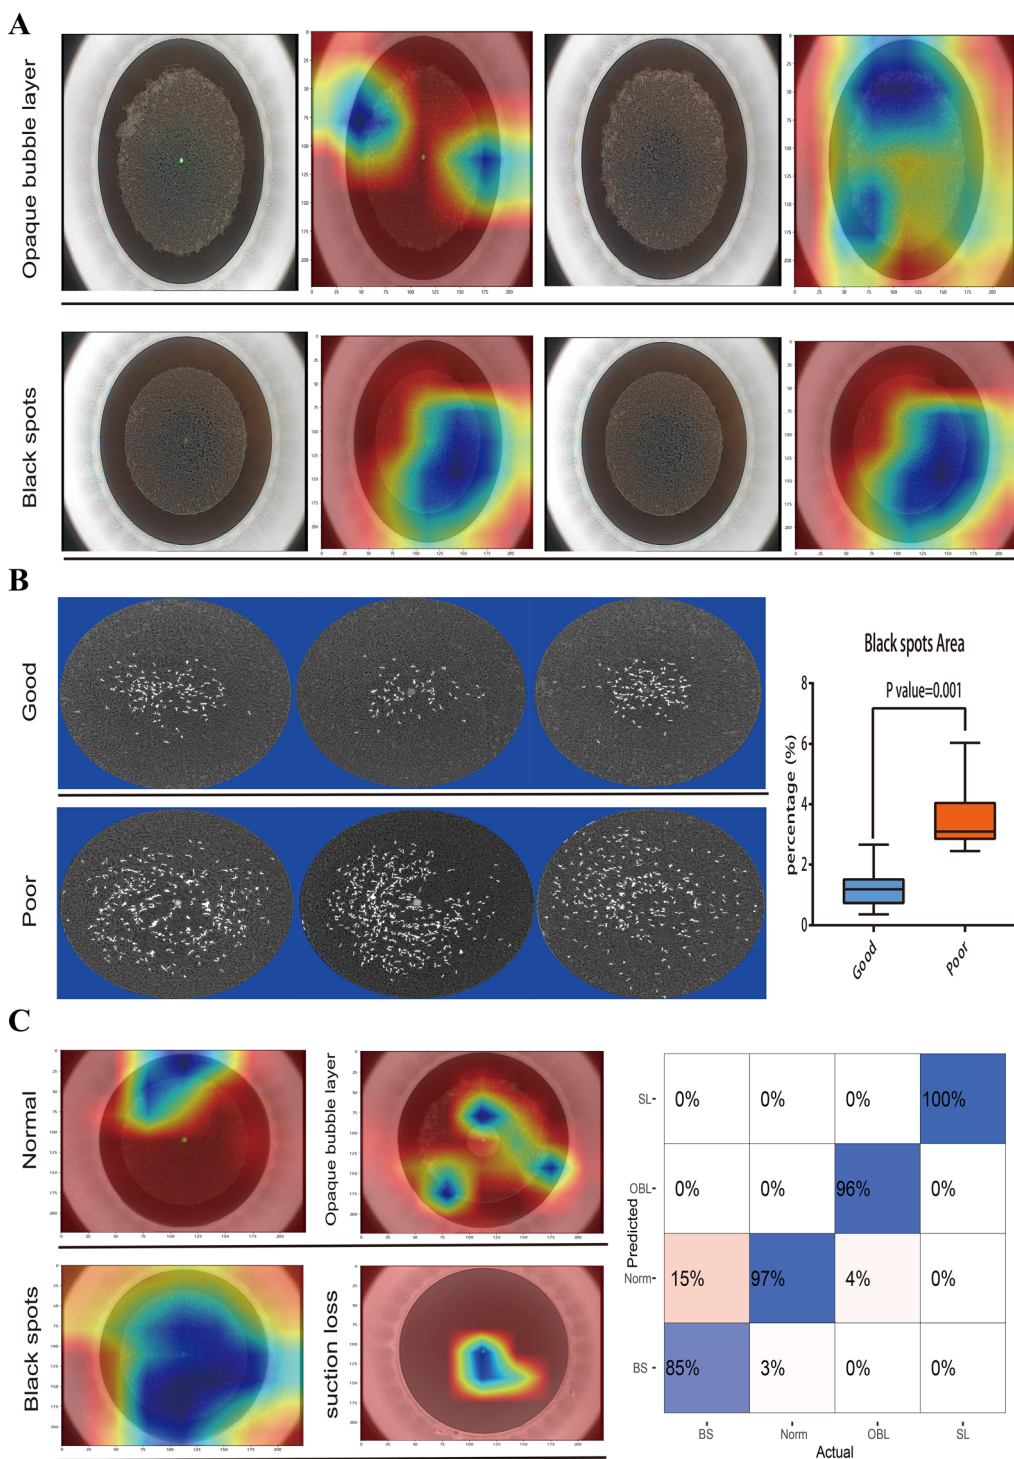 A
Opaque bubble layer
Black spots
B
Good
Poor
Black spots Area
P value=0.001
percentage (%)
8
6
4
2
0
Good
Poor
C
Normal
Opaque bubble layer
Black spots
suction loss
Predicted
SL
0%
0%
0%
100%
OBL
0%
0%
96%
0%
Norm
15%
97%
4%
0%
BS
85%
3%
0%
0%
BS
Norm
OBL
SL
Actual